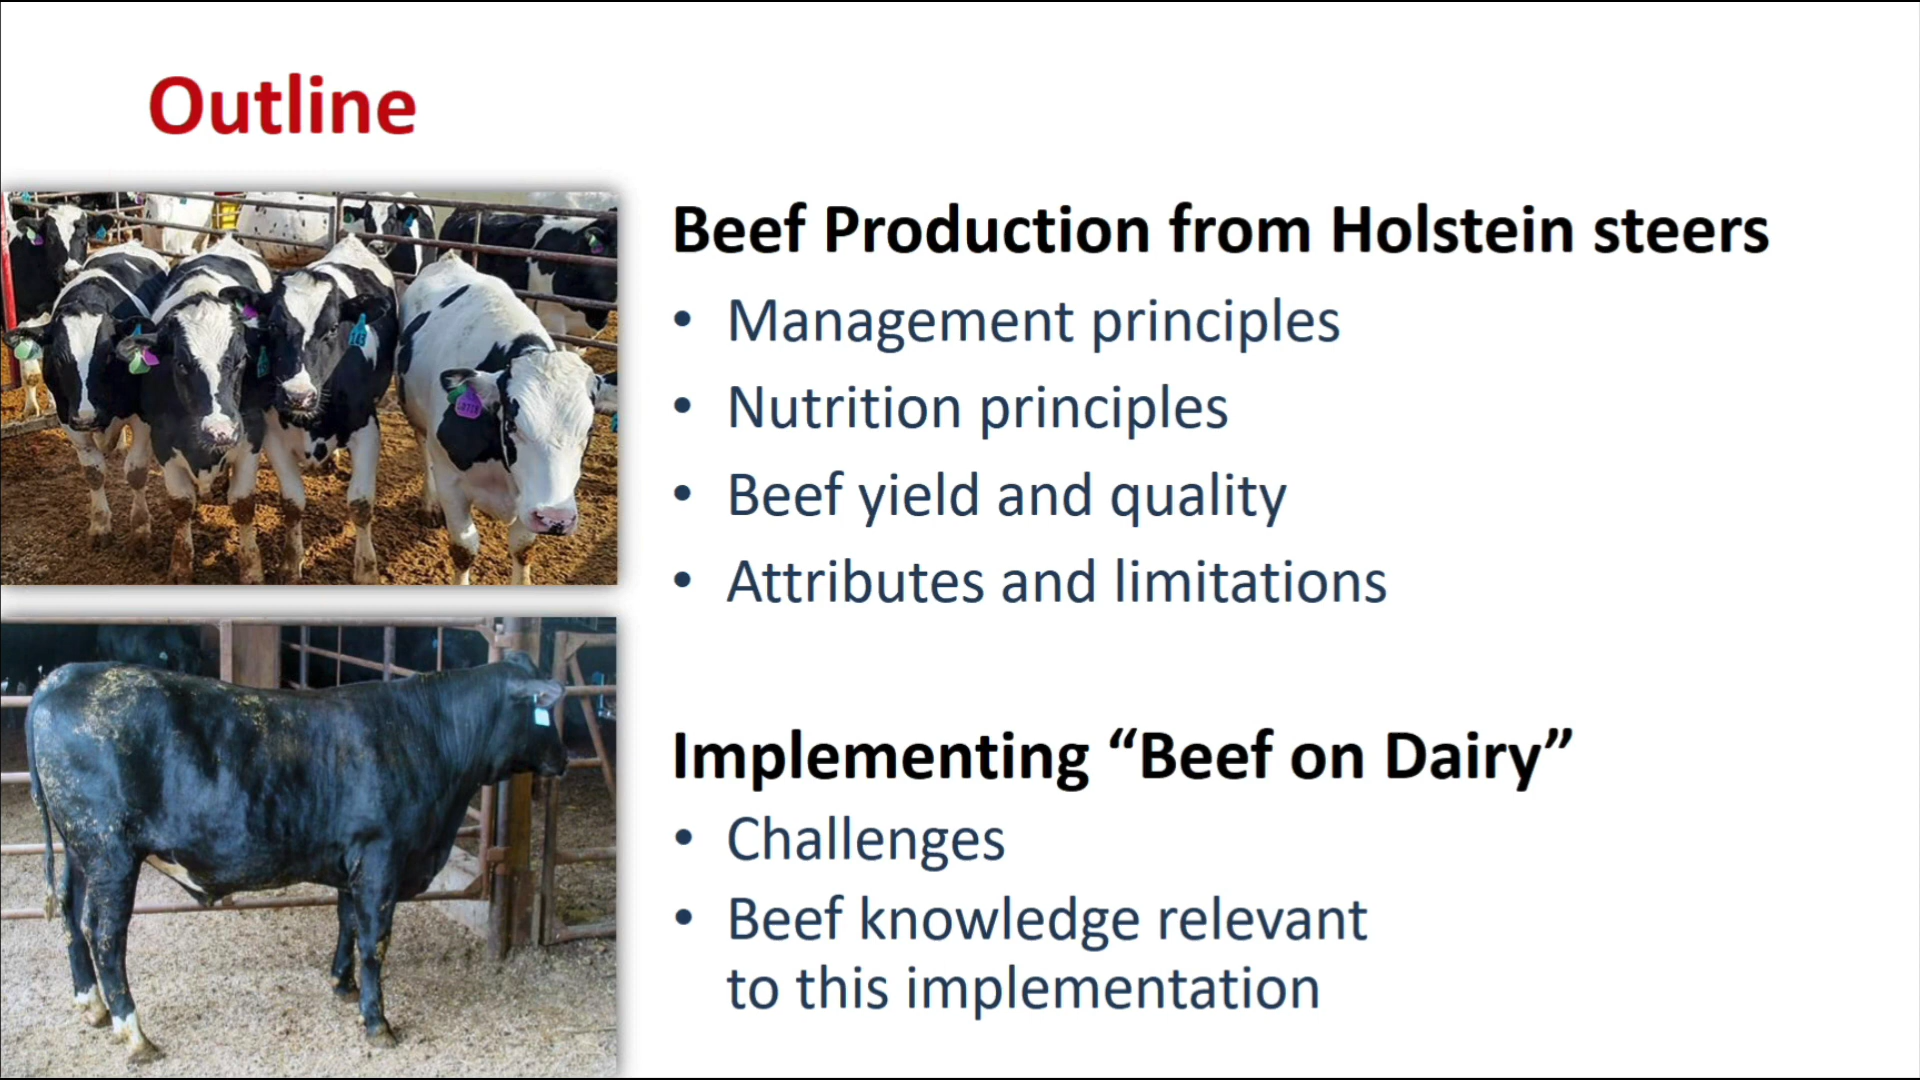 Outline
Beef Production from Holstein steers
• Management principles
• Nutrition principles
• Beef yield and quality
• Attributes and limitations
Implementing “Beef on Dairy”
• Challenges
• Beef knowledge relevant
to this implementation